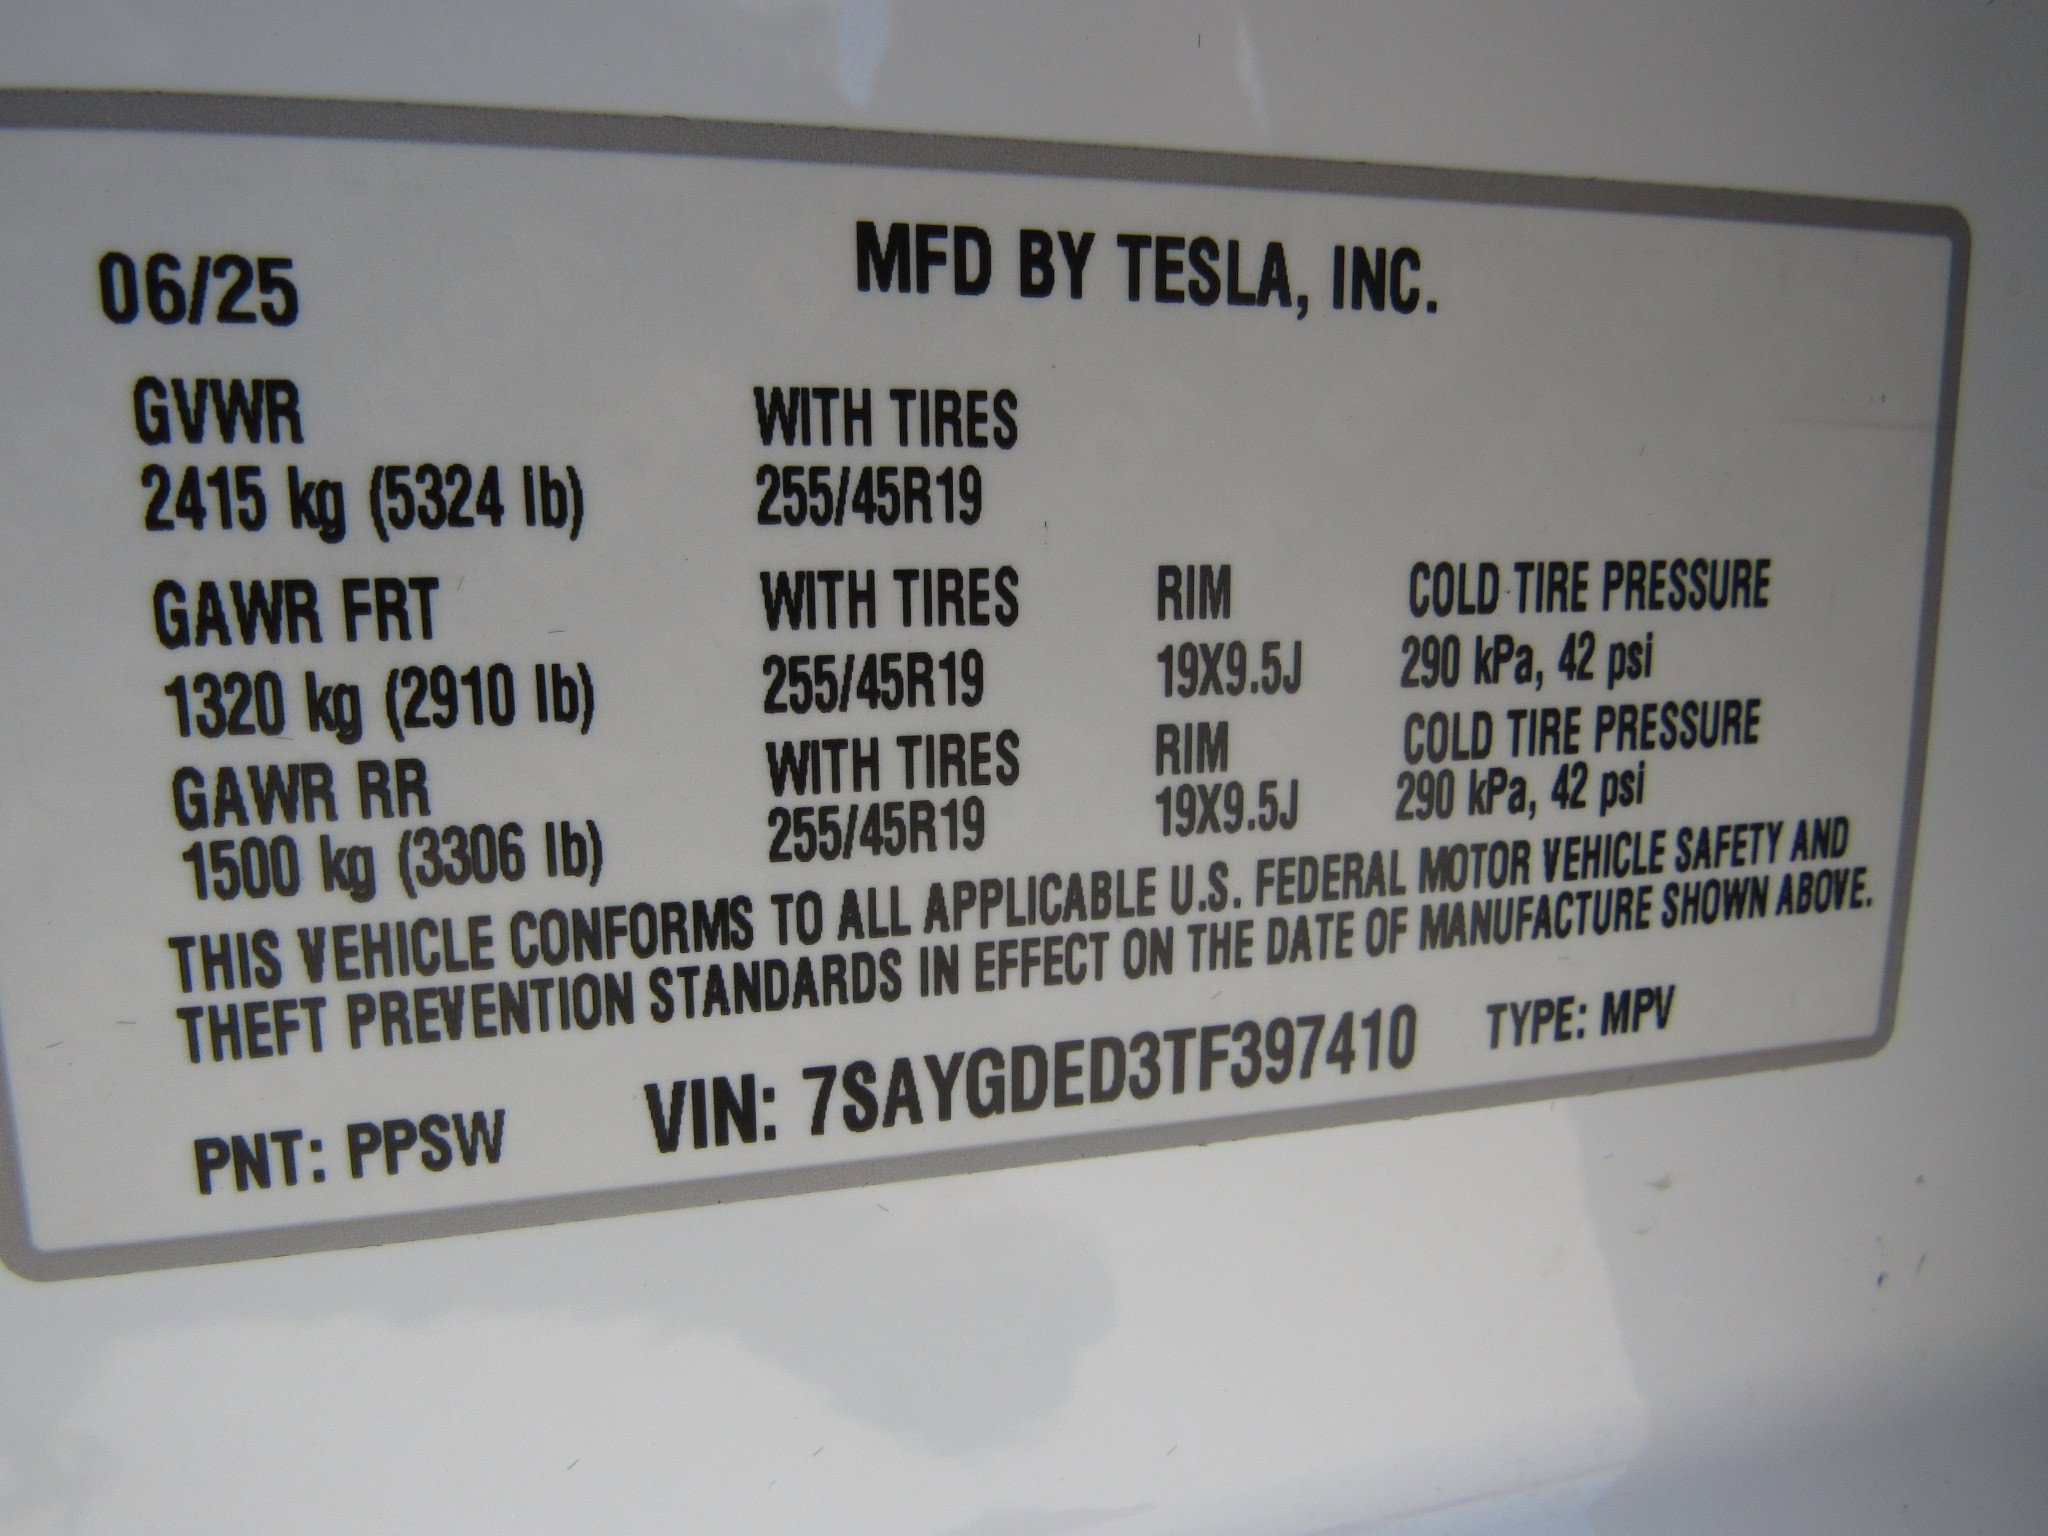 06/25 MFD BY TESLA, INC.
GVWR WITH TIRES
2415 kg (5324 lb) 255/45R19
GAWR FRT WITH TIRES RIM COLD TIRE PRESSURE
1320 kg (2910 lb) 255/45R19 19X9.5J 290 kPa, 42 psi
GAWR RR WITH TIRES RIM COLD TIRE PRESSURE
1500 kg (3306 lb) 255/45R19 19X9.5J 290 kPa, 42 psi
THIS VEHICLE CONFORMS TO ALL APPLICABLE U.S. FEDERAL MOTOR VEHICLE SAFETY AND
THEFT PREVENTION STANDARDS IN EFFECT ON THE DATE OF MANUFACTURE SHOWN ABOVE.
PNT: PPSW VIN: 7SAYGDED3TF397410 TYPE: MPV